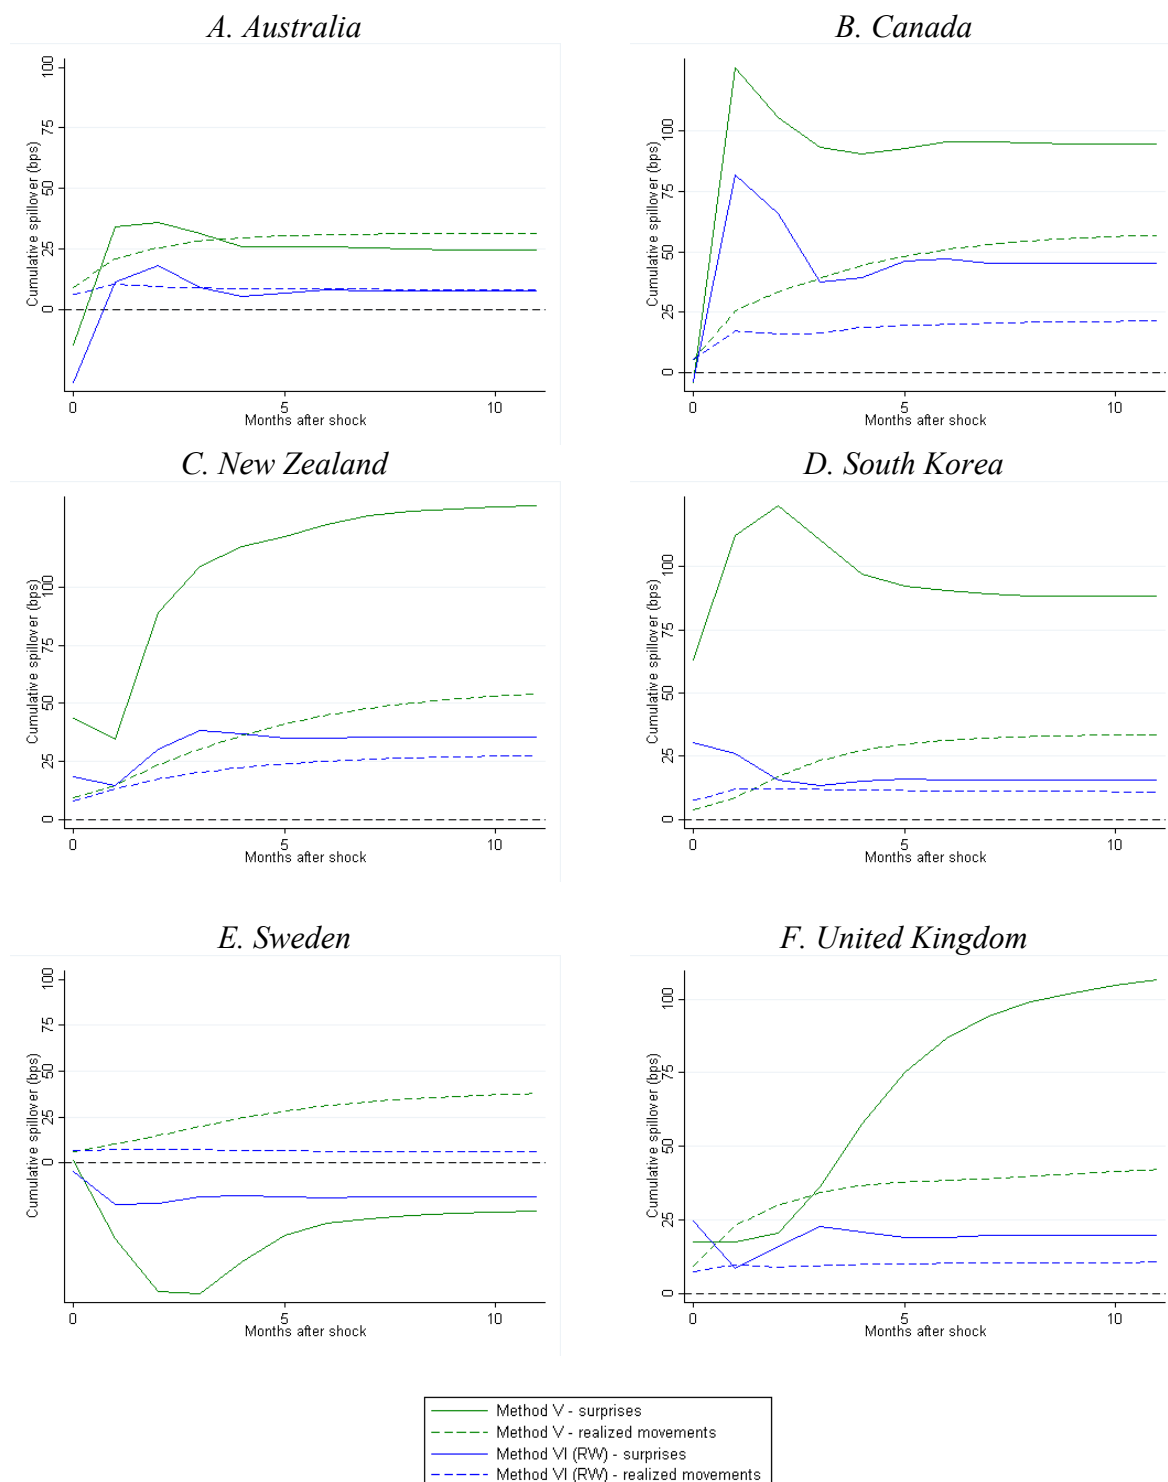 A. Australia
B. Canada
Cumulative spillover (bps)
0 25 50 75 100
0 5 10
Months after shock
Cumulative spillover (bps)
0 25 50 75 100
0 5 10
Months after shock
C. New Zealand
D. South Korea
Cumulative spillover (bps)
0 25 50 75 100
0 5 10
Months after shock
Cumulative spillover (bps)
0 25 50 75 100
0 5 10
Months after shock
E. Sweden
F. United Kingdom
Cumulative spillover (bps)
0 25 50 75 100
0 5 10
Months after shock
Cumulative spillover (bps)
0 25 50 75 100
0 5 10
Months after shock
Method V - surprises
Method V - realized movements
Method VI (RW) - surprises
Method VI (RW) - realized movements